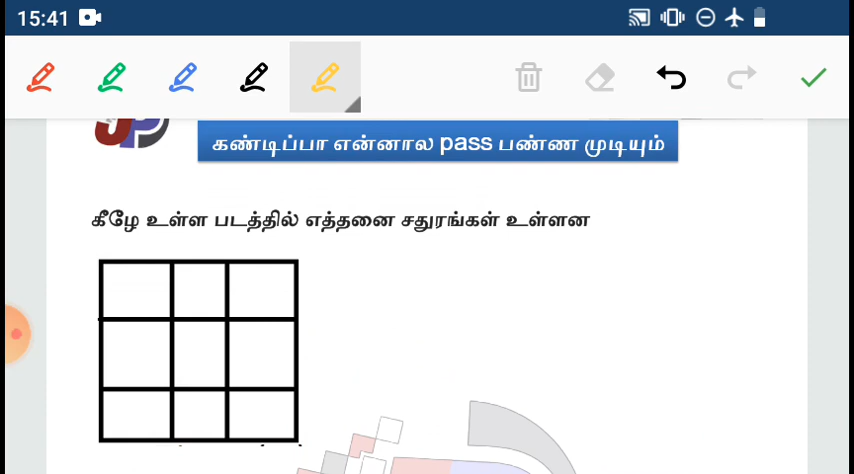 15:41
கண்டிப்பா என்னால pass பண்ண முடியும்
கீழே உள்ள படத்தில் எத்தனை சதுரங்கள் உள்ளன